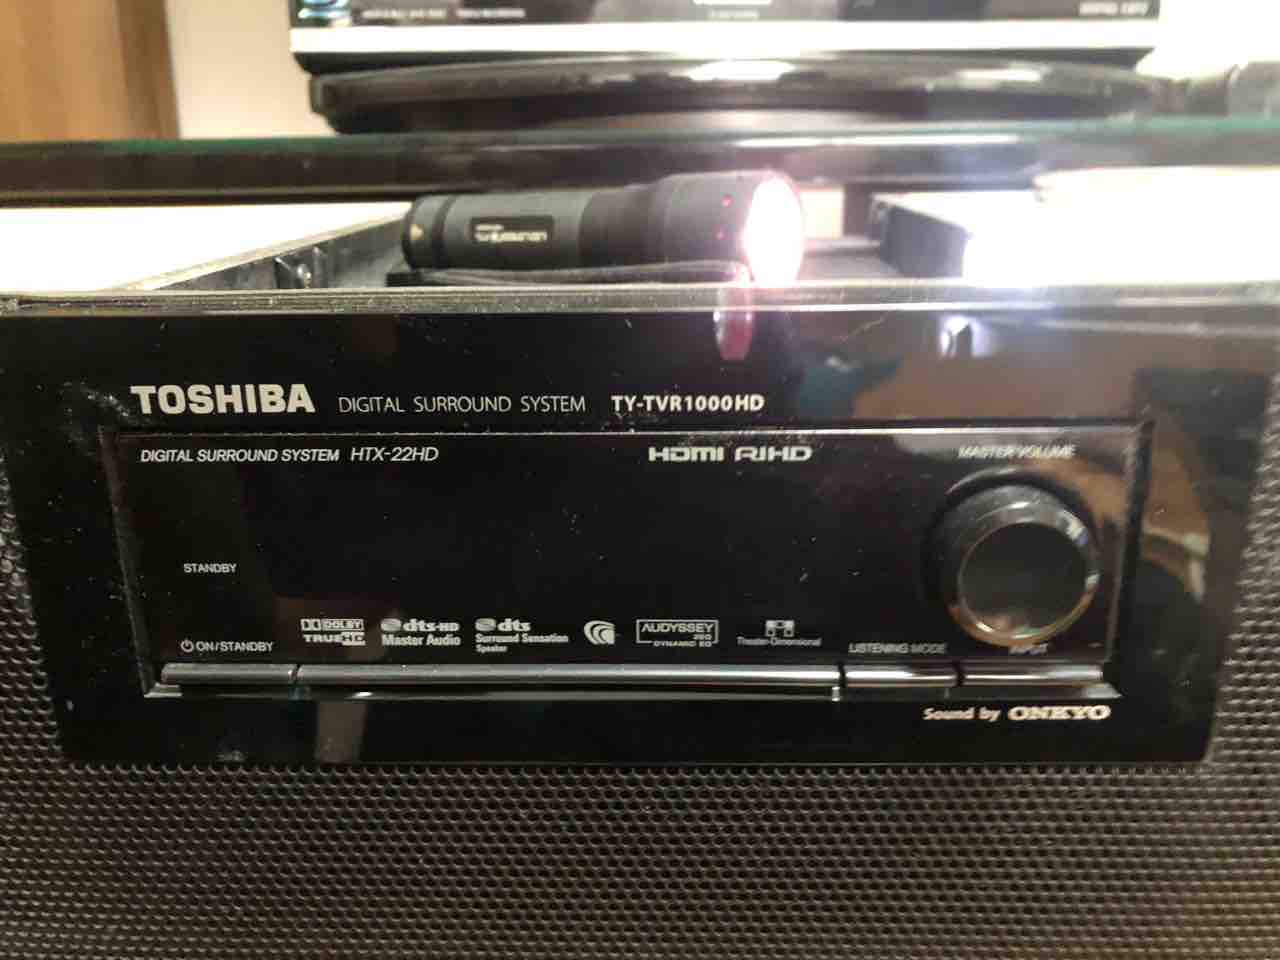 TOSHIBA DIGITAL SURROUND SYSTEM TY-TVR1000HD
DIGITAL SURROUND SYSTEM HTX-22HD HDMI RIHD MASTER VOLUME
STANDBY
ON/STANDBY
DOLBY
TRUEHD
dts-HD
Master Audio
dts
Surround Sensation
Speaker
AUDYSSEY
2EQ
DYNAMIC EQ
Theater-Dimensional
LISTENING MODE
INPUT
Sound by ONKYO